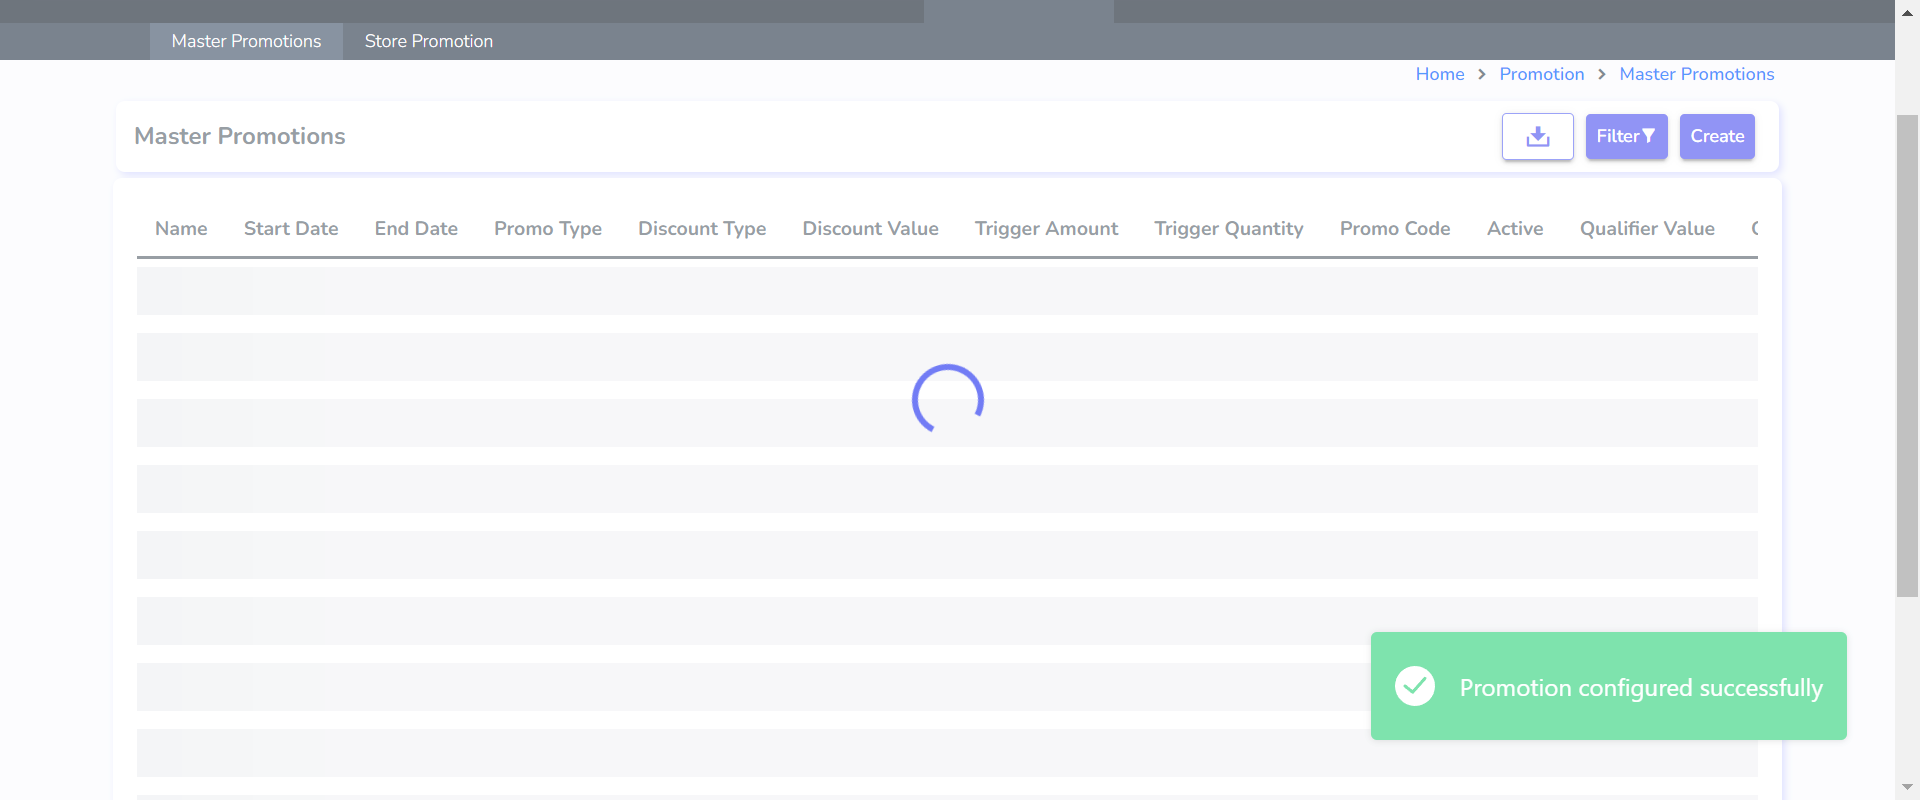 Master Promotions Store Promotion
Home > Promotion > Master Promotions
Master Promotions Filter Create
Name Start Date End Date Promo Type Discount Type Discount Value Trigger Amount Trigger Quantity Promo Code Active Qualifier Value
Promotion configured successfully